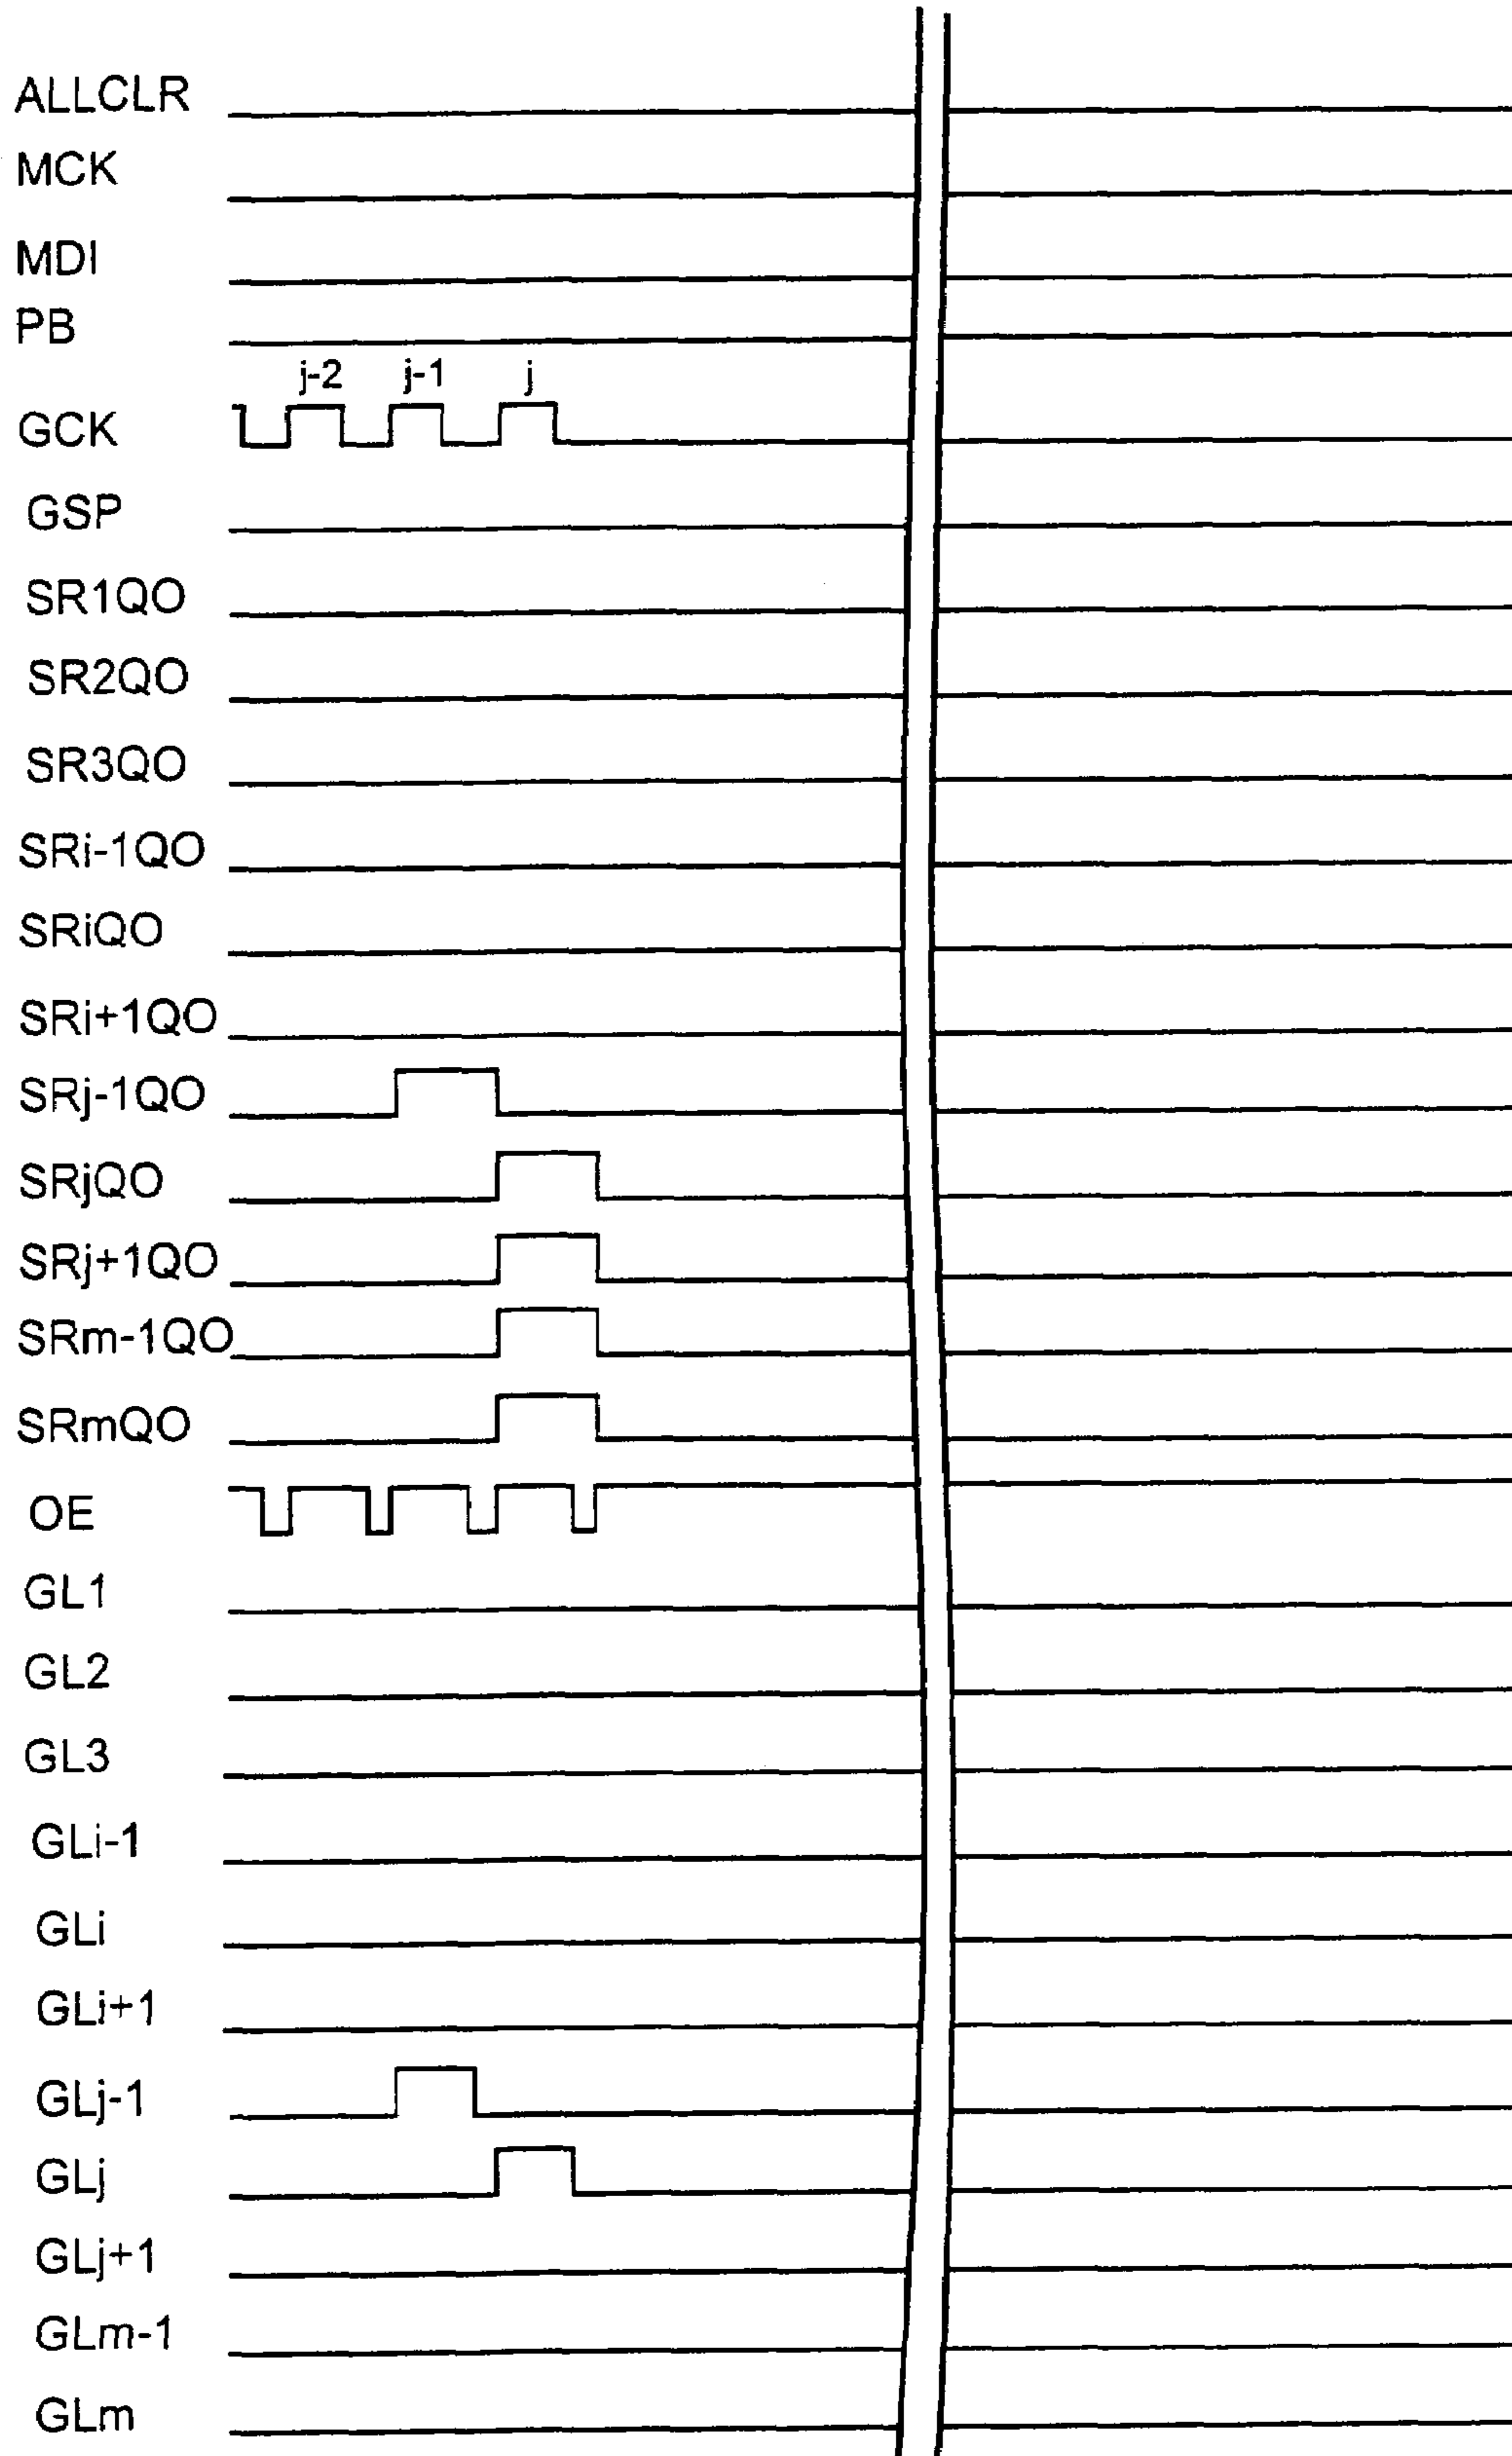 ALLCLR
MCK
MDI
PB
j-2 j-1 j
GCK
GSP
SR1QO
SR2QO
SR3QO
SRi-1QO
SRiQO
SRi+1QO
SRj-1QO
SRjQO
SRj+1QO
SRm-1QO
SRmQO
OE
GL1
GL2
GL3
GLi-1
GLi
GLi+1
GLj-1
GLj
GLj+1
GLm-1
GLm